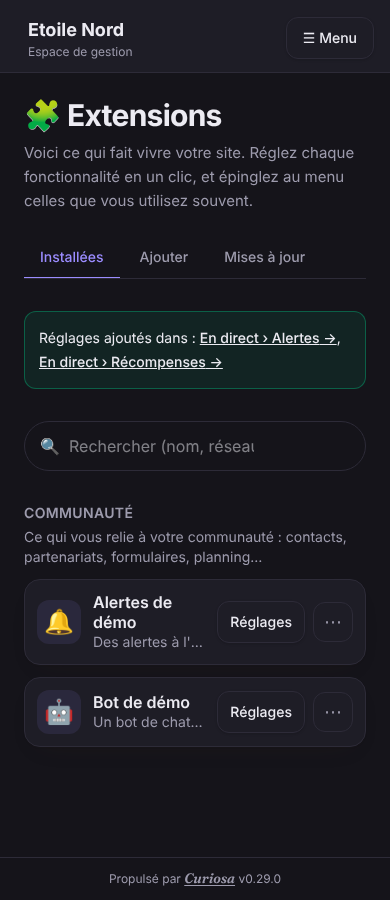 Etoile Nord
Espace de gestion
☰ Menu
🧩 Extensions
Voici ce qui fait vivre votre site. Réglez chaque
fonctionnalité en un clic, et épinglez au menu
celles que vous utilisez souvent.
Installées
Ajouter
Mises à jour
Réglages ajoutés dans : En direct › Alertes →,
En direct › Récompenses →
🔍 Rechercher (nom, réseau
COMMUNAUTÉ
Ce qui vous relie à votre communauté : contacts,
partenariats, formulaires, planning…
Alertes de
démo
Des alertes à l'…
Réglages
⋯
Bot de démo
Un bot de chat…
Réglages
⋯
Propulsé par Curiosa v0.29.0